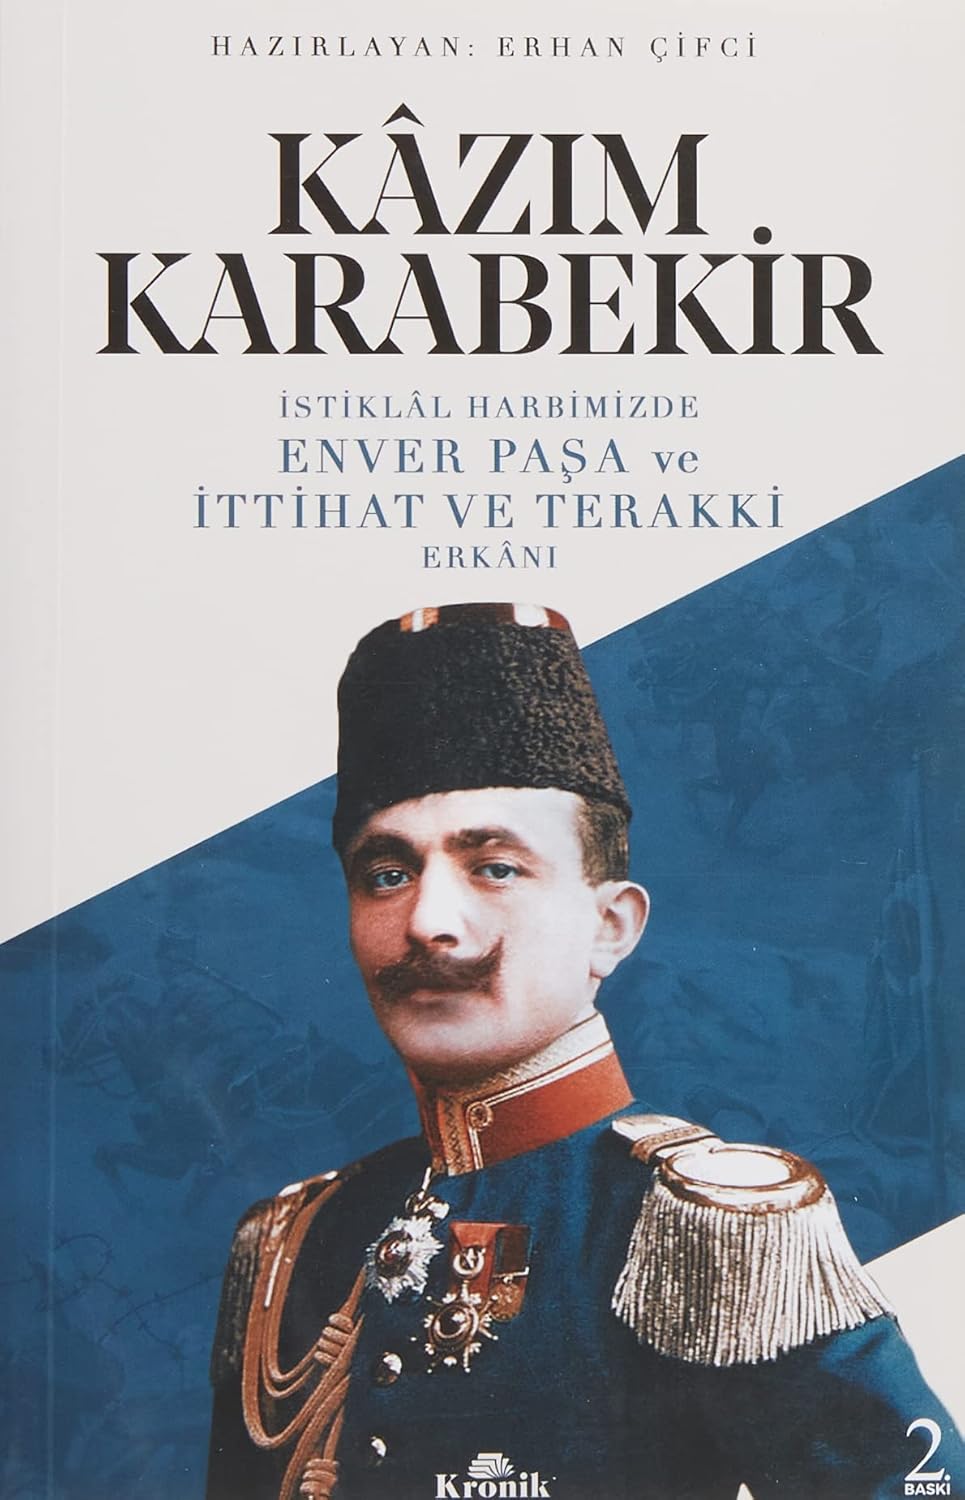 HAZIRLAYAN: ERHAN ÇİFCİ
KÂZIM
KARABEKİR
İSTİKLÂL HARBİMİZDE
ENVER PAŞA ve
İTTİHAT VE TERAKKİ
ERKÂNI
Kronik
2.
BASKI